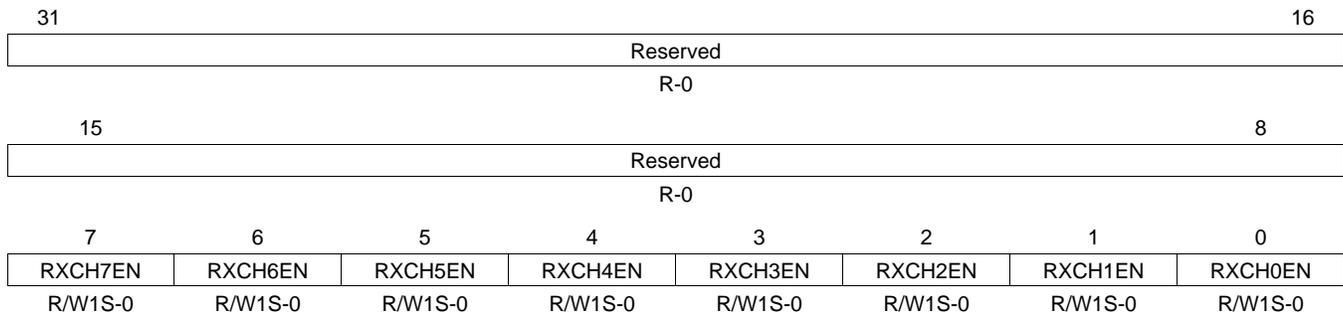 31 16
Reserved
R-0
15 8
Reserved
R-0
7 6 5 4 3 2 1 0
RXCH7EN RXCH6EN RXCH5EN RXCH4EN RXCH3EN RXCH2EN RXCH1EN RXCH0EN
R/W1S-0 R/W1S-0 R/W1S-0 R/W1S-0 R/W1S-0 R/W1S-0 R/W1S-0 R/W1S-0